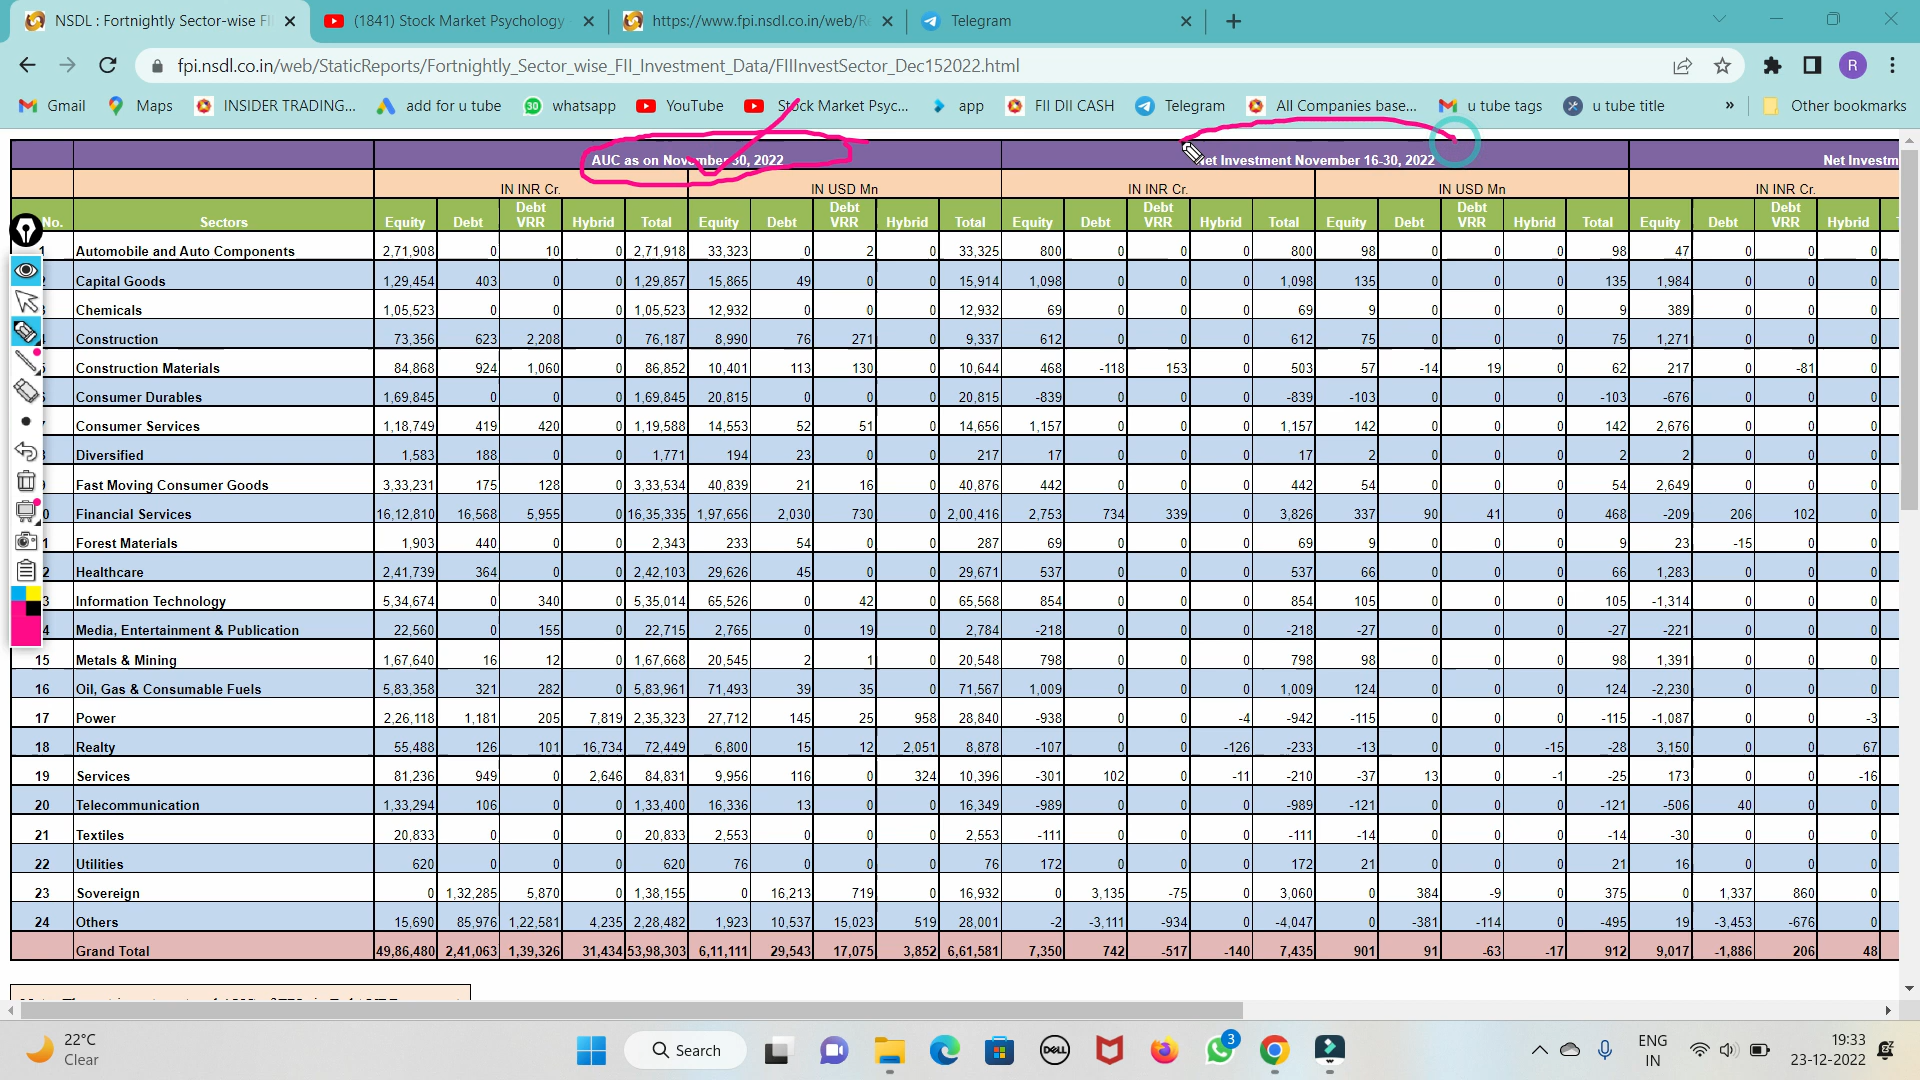 NSDL : Fortnightly Sector-wise FII
(1841) Stock Market Psychology
https://www.fpi.nsdl.co.in/web/Re
Telegram
fpi.nsdl.co.in/web/StaticReports/Fortnightly_Sector_wise_FII_Investment_Data/FIIInvestSector_Dec152022.html
R
Gmail Maps INSIDER TRADING... add for u tube whatsapp YouTube Stock Market Psyc... app FII DII CASH Telegram All Companies base... u tube tags u tube title » Other bookmarks
AUC as on November 30, 2022 Net Investment November 16-30, 2022 Net Investm
IN INR Cr. IN USD Mn IN INR Cr. IN USD Mn IN INR Cr.
No. Sectors Equity Debt Debt VRR Hybrid Total Equity Debt Debt VRR Hybrid Total Equity Debt Debt VRR Hybrid Total Equity Debt Debt VRR Hybrid Total Equity Debt Debt VRR Hybrid
1 Automobile and Auto Components 2,71,908 0 10 0 2,71,918 33,323 0 2 0 33,325 800 0 0 0 800 98 0 0 0 98 47 0 0 0
2 Capital Goods 1,29,454 403 0 0 1,29,857 15,865 49 0 0 15,914 1,098 0 0 0 1,098 135 0 0 0 135 1,984 0 0 0
3 Chemicals 1,05,523 0 0 0 1,05,523 12,932 0 0 0 12,932 69 0 0 0 69 9 0 0 0 9 389 0 0 0
4 Construction 73,356 623 2,208 0 76,187 8,990 76 271 0 9,337 612 0 0 0 612 75 0 0 0 75 1,271 0 0 0
5 Construction Materials 84,868 924 1,060 0 86,852 10,401 113 130 0 10,644 468 -118 153 0 503 57 -14 19 0 62 217 0 -81 0
6 Consumer Durables 1,69,845 0 0 0 1,69,845 20,815 0 0 0 20,815 -839 0 0 0 -839 -103 0 0 0 -103 -676 0 0 0
7 Consumer Services 1,18,749 419 420 0 1,19,588 14,553 52 51 0 14,656 1,157 0 0 0 1,157 142 0 0 0 142 2,676 0 0 0
3 Diversified 1,583 188 0 0 1,771 194 23 0 0 217 17 0 0 0 17 2 0 0 0 2 2 0 0 0
9 Fast Moving Consumer Goods 3,33,231 175 128 0 3,33,534 40,839 21 16 0 40,876 442 0 0 0 442 54 0 0 0 54 2,649 0 0 0
0 Financial Services 16,12,810 16,568 5,955 0 16,35,335 1,97,656 2,030 730 0 2,00,416 2,753 734 339 0 3,826 337 90 41 0 468 -209 206 102 0
1 Forest Materials 1,903 440 0 0 2,343 233 54 0 0 287 69 0 0 0 69 9 0 0 0 9 23 -15 0 0
2 Healthcare 2,41,739 364 0 0 2,42,103 29,626 45 0 0 29,671 537 0 0 0 537 66 0 0 0 66 1,283 0 0 0
3 Information Technology 5,34,674 0 340 0 5,35,014 65,526 0 42 0 65,568 854 0 0 0 854 105 0 0 0 105 -1,314 0 0 0
4 Media, Entertainment & Publication 22,560 0 155 0 22,715 2,765 0 19 0 2,784 -218 0 0 0 -218 -27 0 0 0 -27 -221 0 0 0
15 Metals & Mining 1,67,640 16 12 0 1,67,668 20,545 2 1 0 20,548 798 0 0 0 798 98 0 0 0 98 1,391 0 0 0
16 Oil, Gas & Consumable Fuels 5,83,358 321 282 0 5,83,961 71,493 39 35 0 71,567 1,009 0 0 0 1,009 124 0 0 0 124 -2,230 0 0 0
17 Power 2,26,118 1,181 205 7,819 2,35,323 27,712 145 25 958 28,840 -938 0 0 -4 -942 -115 0 0 0 -115 -1,087 0 0 -3
18 Realty 55,488 126 101 16,734 72,449 6,800 15 12 2,051 8,878 -107 0 0 -126 -233 -13 0 0 -15 -28 3,150 0 0 67
19 Services 81,236 949 0 2,646 84,831 9,956 116 0 324 10,396 -301 102 0 -11 -210 -37 13 0 -1 -25 173 0 0 -16
20 Telecommunication 1,33,294 106 0 0 1,33,400 16,336 13 0 0 16,349 -989 0 0 0 -989 -121 0 0 0 -121 -506 40 0 0
21 Textiles 20,833 0 0 0 20,833 2,553 0 0 0 2,553 -111 0 0 0 -111 -14 0 0 0 -14 -30 0 0 0
22 Utilities 620 0 0 0 620 76 0 0 0 76 172 0 0 0 172 21 0 0 0 21 16 0 0 0
23 Sovereign 0 1,32,285 5,870 0 1,38,155 0 16,213 719 0 16,932 0 3,135 -75 0 3,060 0 384 -9 0 375 0 1,337 860 0
24 Others 15,690 85,976 1,22,581 4,235 2,28,482 1,923 10,537 15,023 519 28,001 -2 -3,111 -934 0 -4,047 0 -381 -114 0 -495 19 -3,453 -676 0
Grand Total 49,86,480 2,41,063 1,39,326 31,434 53,98,303 6,11,111 29,543 17,075 3,852 6,61,581 7,350 742 -517 -140 7,435 901 91 -63 -17 912 9,017 -1,886 206 48
22°C
Clear
Search
DELL
3
ENG
IN
19:33
23-12-2022